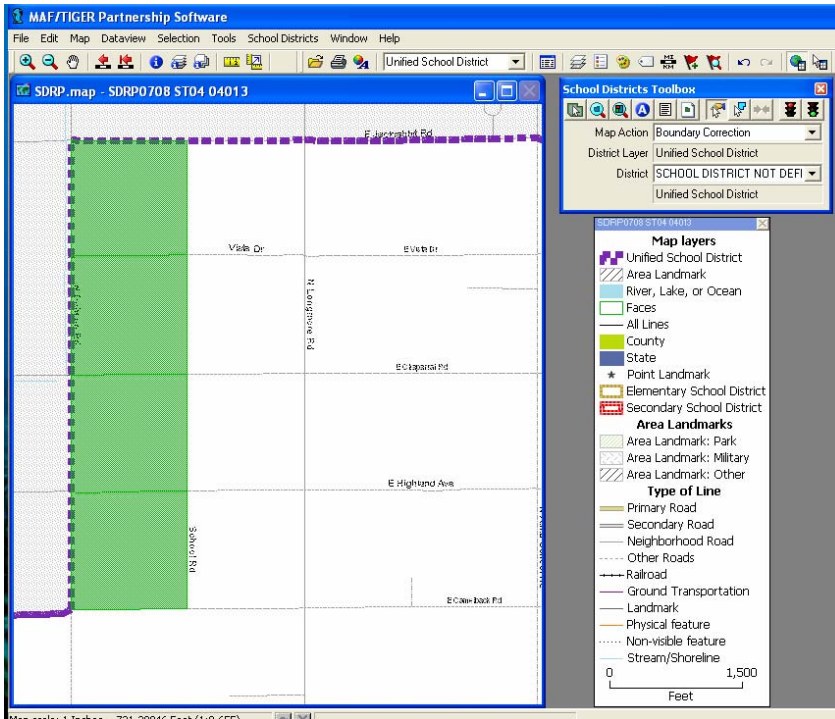 MAF/TIGER Partnership Software
File Edit Map Dataview Selection Tools School Districts Window Help
Unified School District
SDRP.map - SDRP0708 ST04 04013
School Districts Toolbox
Map Action Boundary Correction
District Layer Unified School District
District SCHOOL DISTRICT NOT DEFI
Unified School District
Vista Dr
E Vista Dr
N Longmore Rd
E Chaparral Rd
E Highland Ave
School Rd
E Camelback Rd
SDRP0708 ST04 04013
Map layers
Unified School District
Area Landmark
River, Lake, or Ocean
Faces
All Lines
County
State
Point Landmark
Elementary School District
Secondary School District
Area Landmarks
Area Landmark: Park
Area Landmark: Military
Area Landmark: Other
Type of Line
Primary Road
Secondary Road
Neighborhood Road
Other Roads
Railroad
Ground Transportation
Landmark
Physical feature
Non-visible feature
Stream/Shoreline
0 1,500
Feet